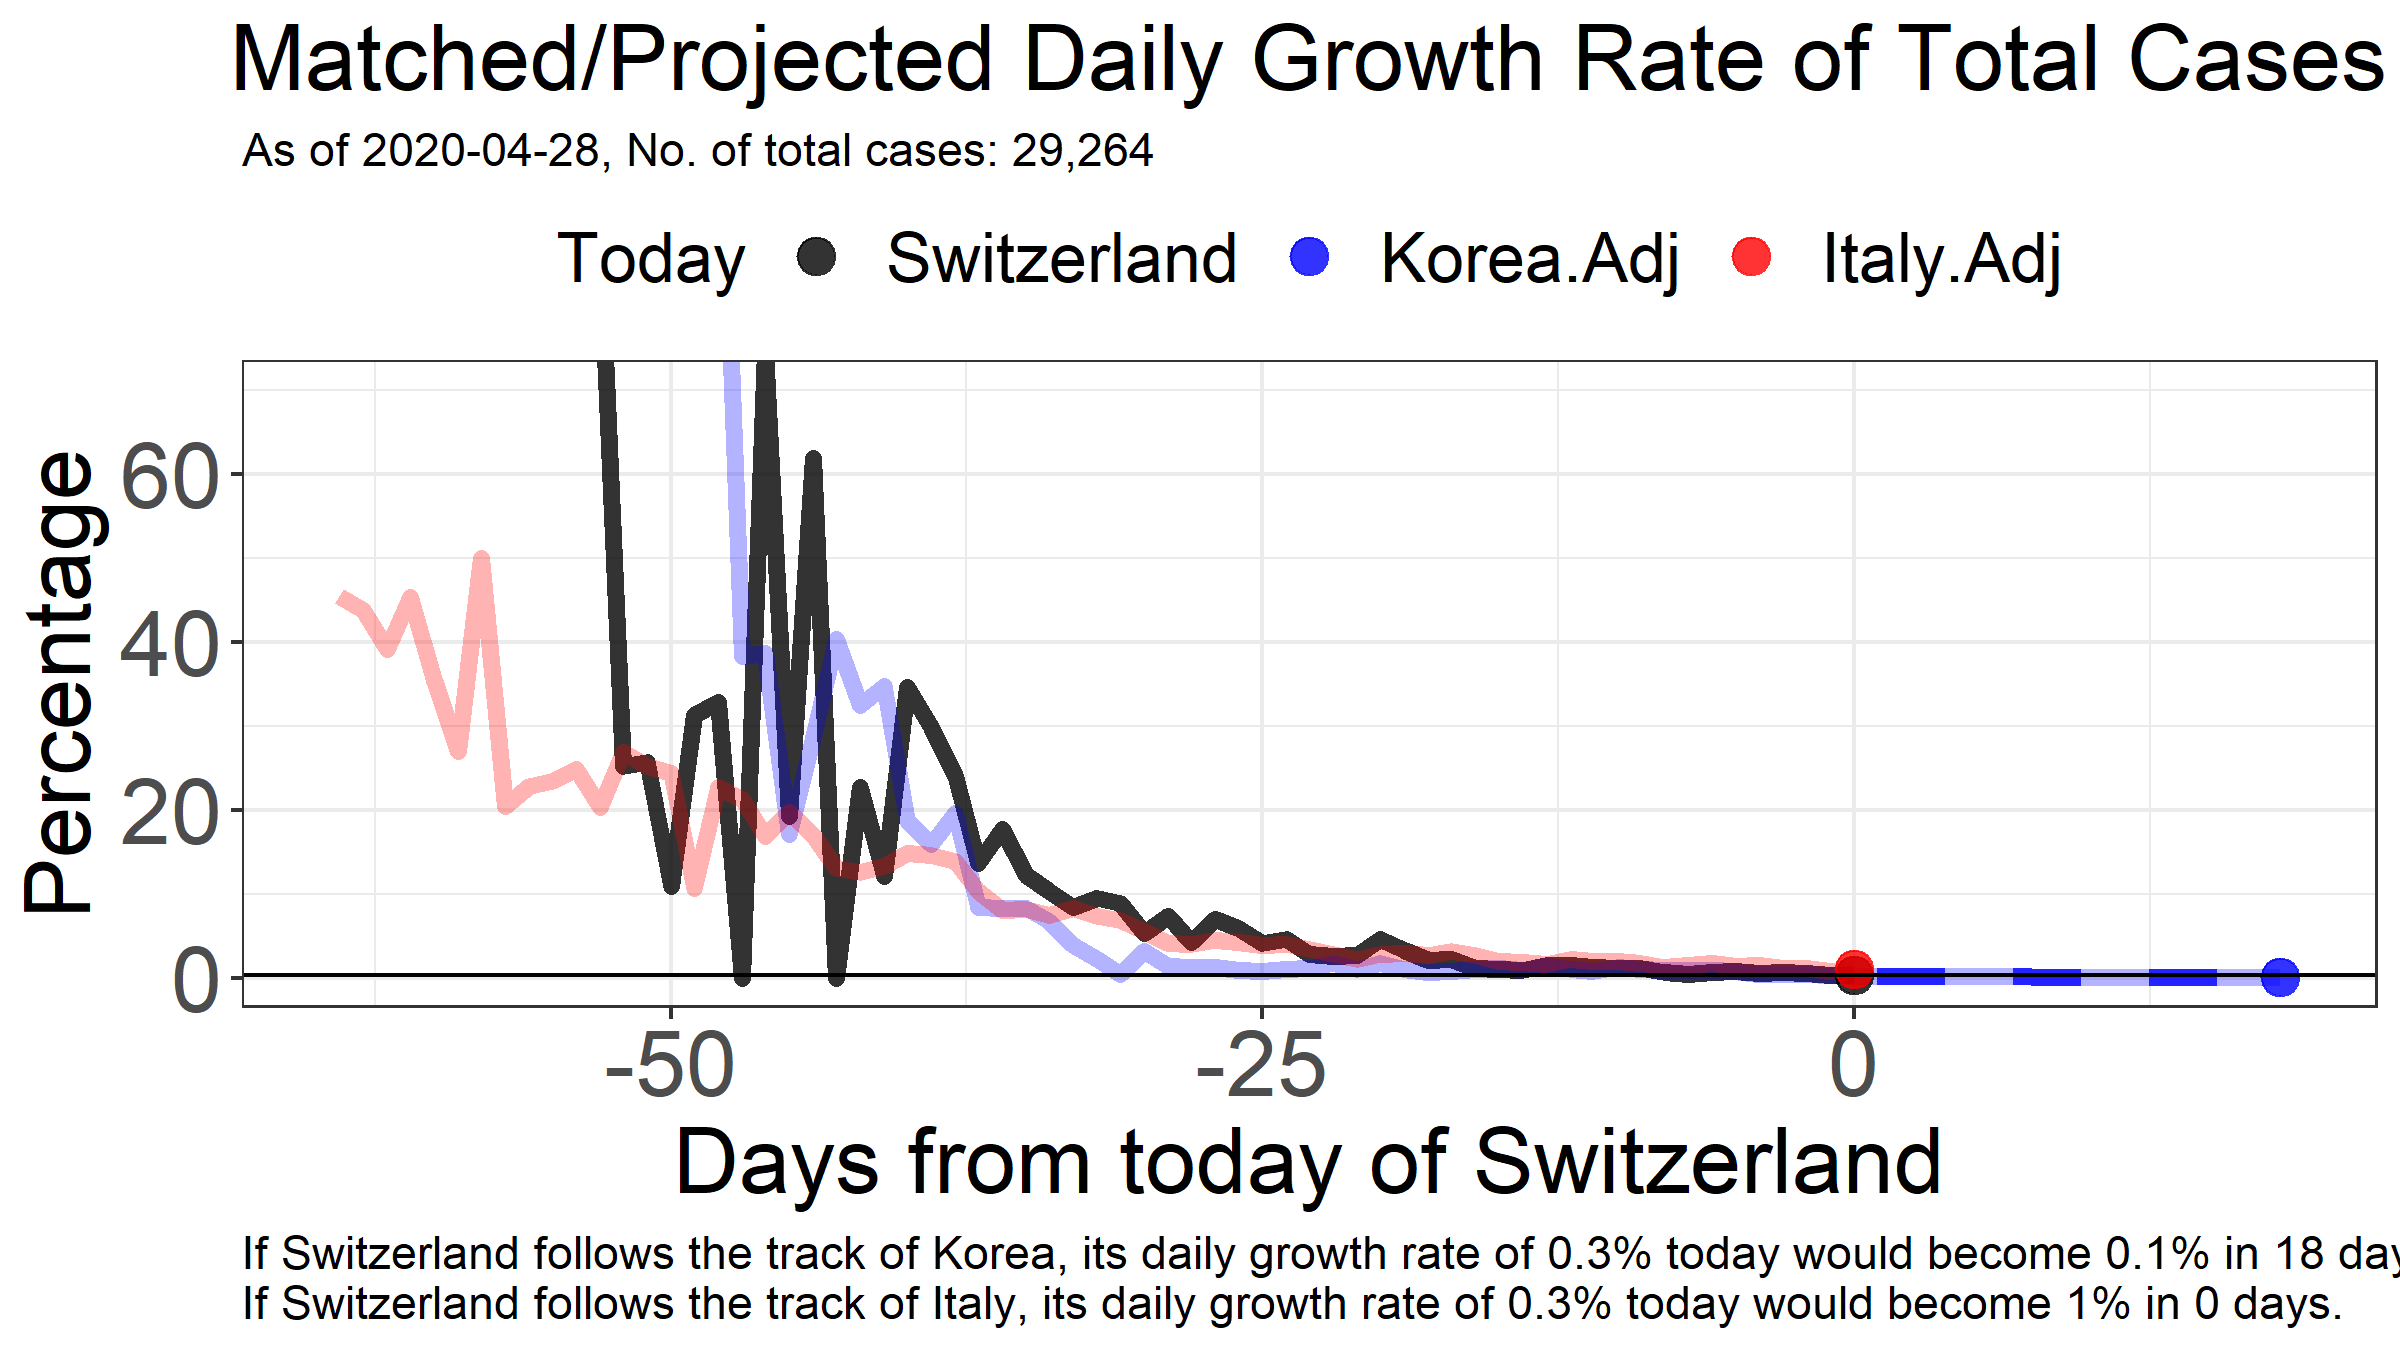 Matched/Projected Daily Growth Rate of Total Cases
As of 2020-04-28, No. of total cases: 29,264
Today Switzerland Korea.Adj Italy.Adj
Percentage
60
40
20
0
-50 -25 0
Days from today of Switzerland
If Switzerland follows the track of Korea, its daily growth rate of 0.3% today would become 0.1% in 18 day
If Switzerland follows the track of Italy, its daily growth rate of 0.3% today would become 1% in 0 days.